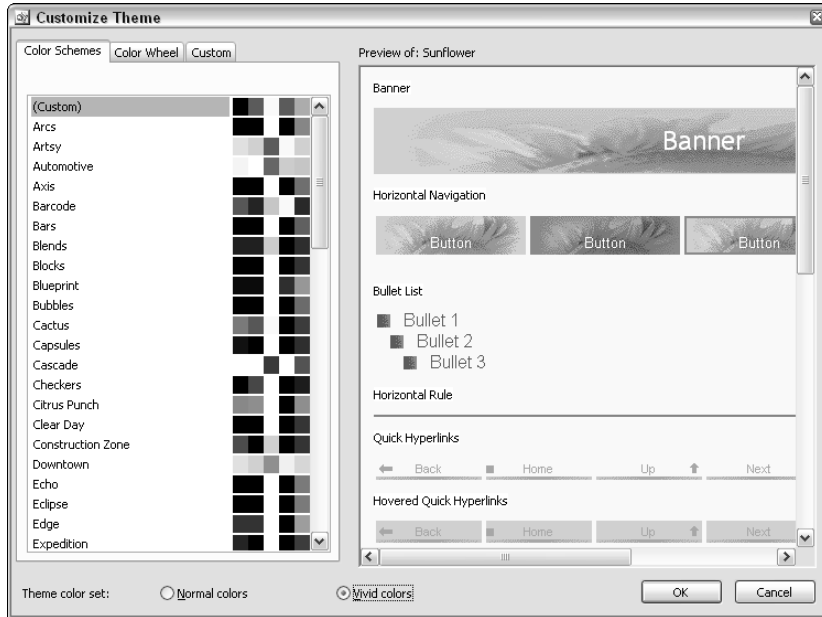 Customize Theme
Color Schemes Color Wheel Custom
Preview of: Sunflower
(Custom)
Arcs
Artsy
Automotive
Axis
Barcode
Bars
Blends
Blocks
Blueprint
Bubbles
Cactus
Capsules
Cascade
Checkers
Citrus Punch
Clear Day
Construction Zone
Downtown
Echo
Eclipse
Edge
Expedition
Banner
Banner
Horizontal Navigation
Button Button Button
Bullet List
Bullet 1
Bullet 2
Bullet 3
Horizontal Rule
Quick Hyperlinks
Back Home Up Next
Hovered Quick Hyperlinks
Back Home Up Next
Theme color set: Normal colors Vivid colors OK Cancel